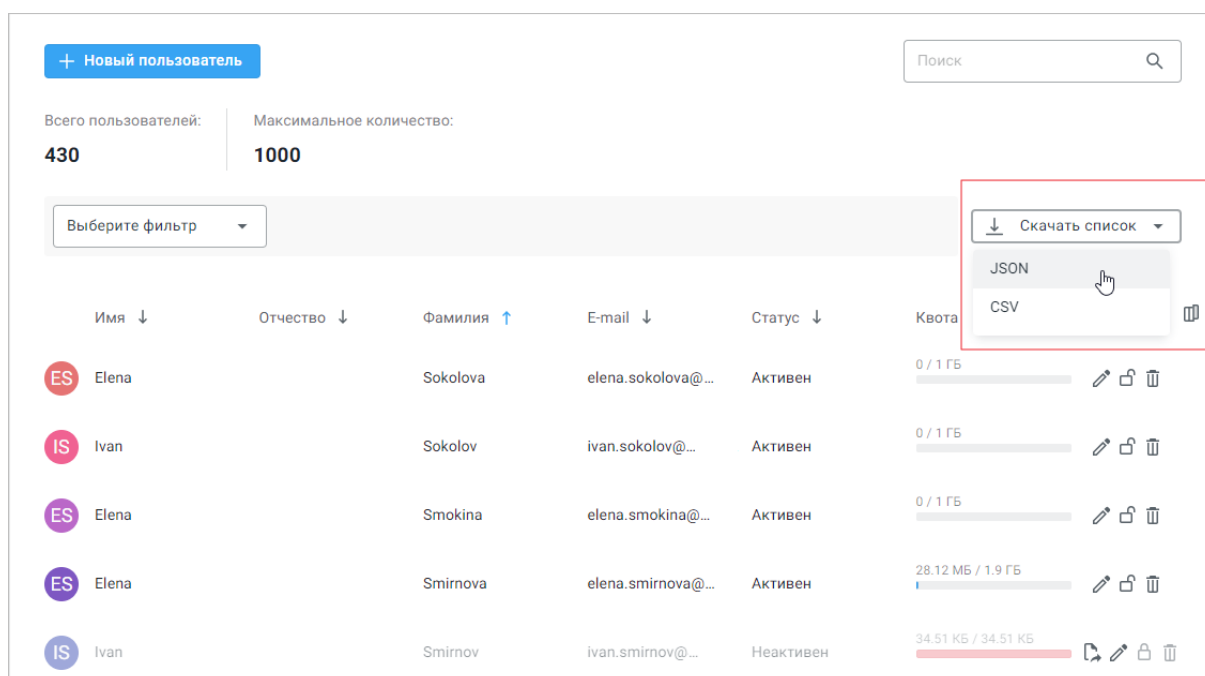 + Новый пользователь
Поиск
Всего пользователей: Максимальное количество:
430 1000
Выберите фильтр
Скачать список
JSON
CSV
Имя ↓ Отчество ↓ Фамилия ↑ E-mail ↓ Статус ↓ Квота
0 / 1 ГБ
ES Elena Sokolova elena.sokolova@... Активен
0 / 1 ГБ
IS Ivan Sokolov ivan.sokolov@... Активен
0 / 1 ГБ
ES Elena Smokina elena.smokina@... Активен
28.12 МБ / 1.9 ГБ
ES Elena Smirnova elena.smirnova@... Активен
34.51 КБ / 34.51 КБ
IS Ivan Smirnov ivan.smirnov@... Неактивен